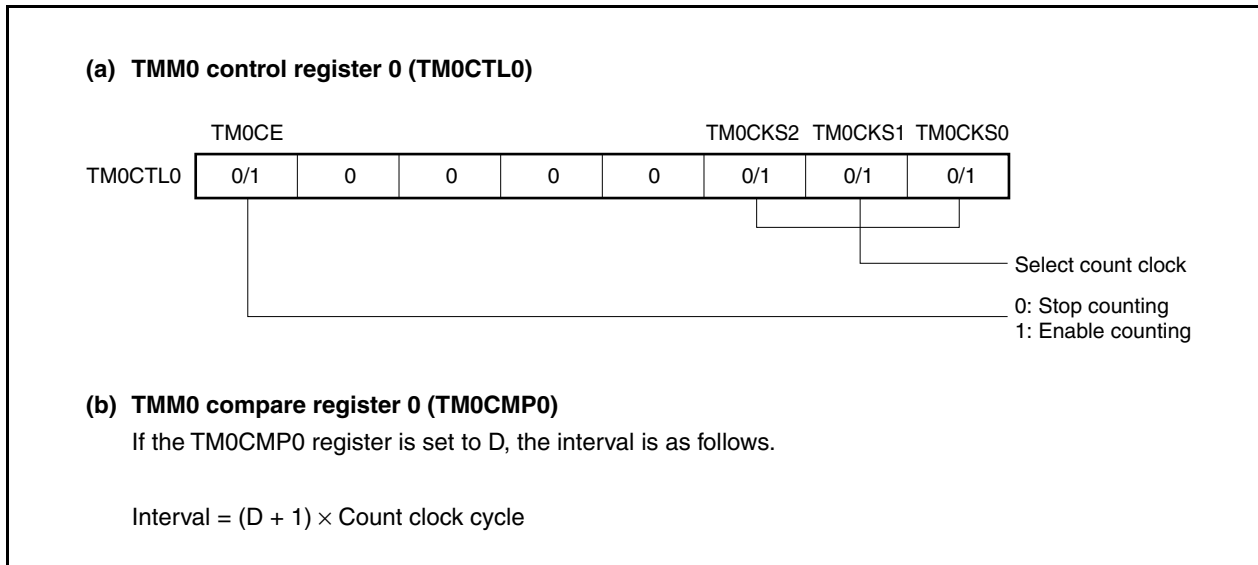 (a) TMM0 control register 0 (TM0CTL0)
TM0CE TM0CKS2 TM0CKS1 TM0CKS0
TM0CTL0 0/1 0 0 0 0 0/1 0/1 0/1
Select count clock
0: Stop counting
1: Enable counting
(b) TMM0 compare register 0 (TM0CMP0)
If the TM0CMP0 register is set to D, the interval is as follows.
Interval = (D + 1) × Count clock cycle